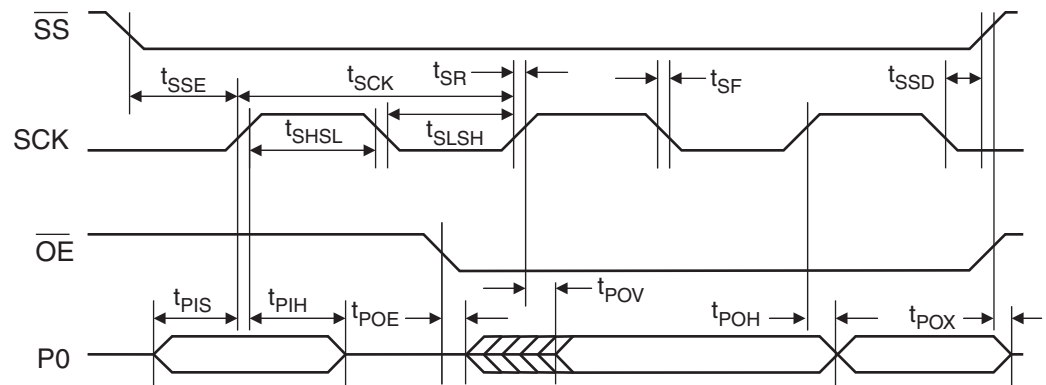 SS
tSSE
tSCK
tSR
tSF
tSSD
SCK
tSHSL
tSLSH
OE
tPIS
tPIH
tPOE
tPOV
tPOH
tPOX
P0